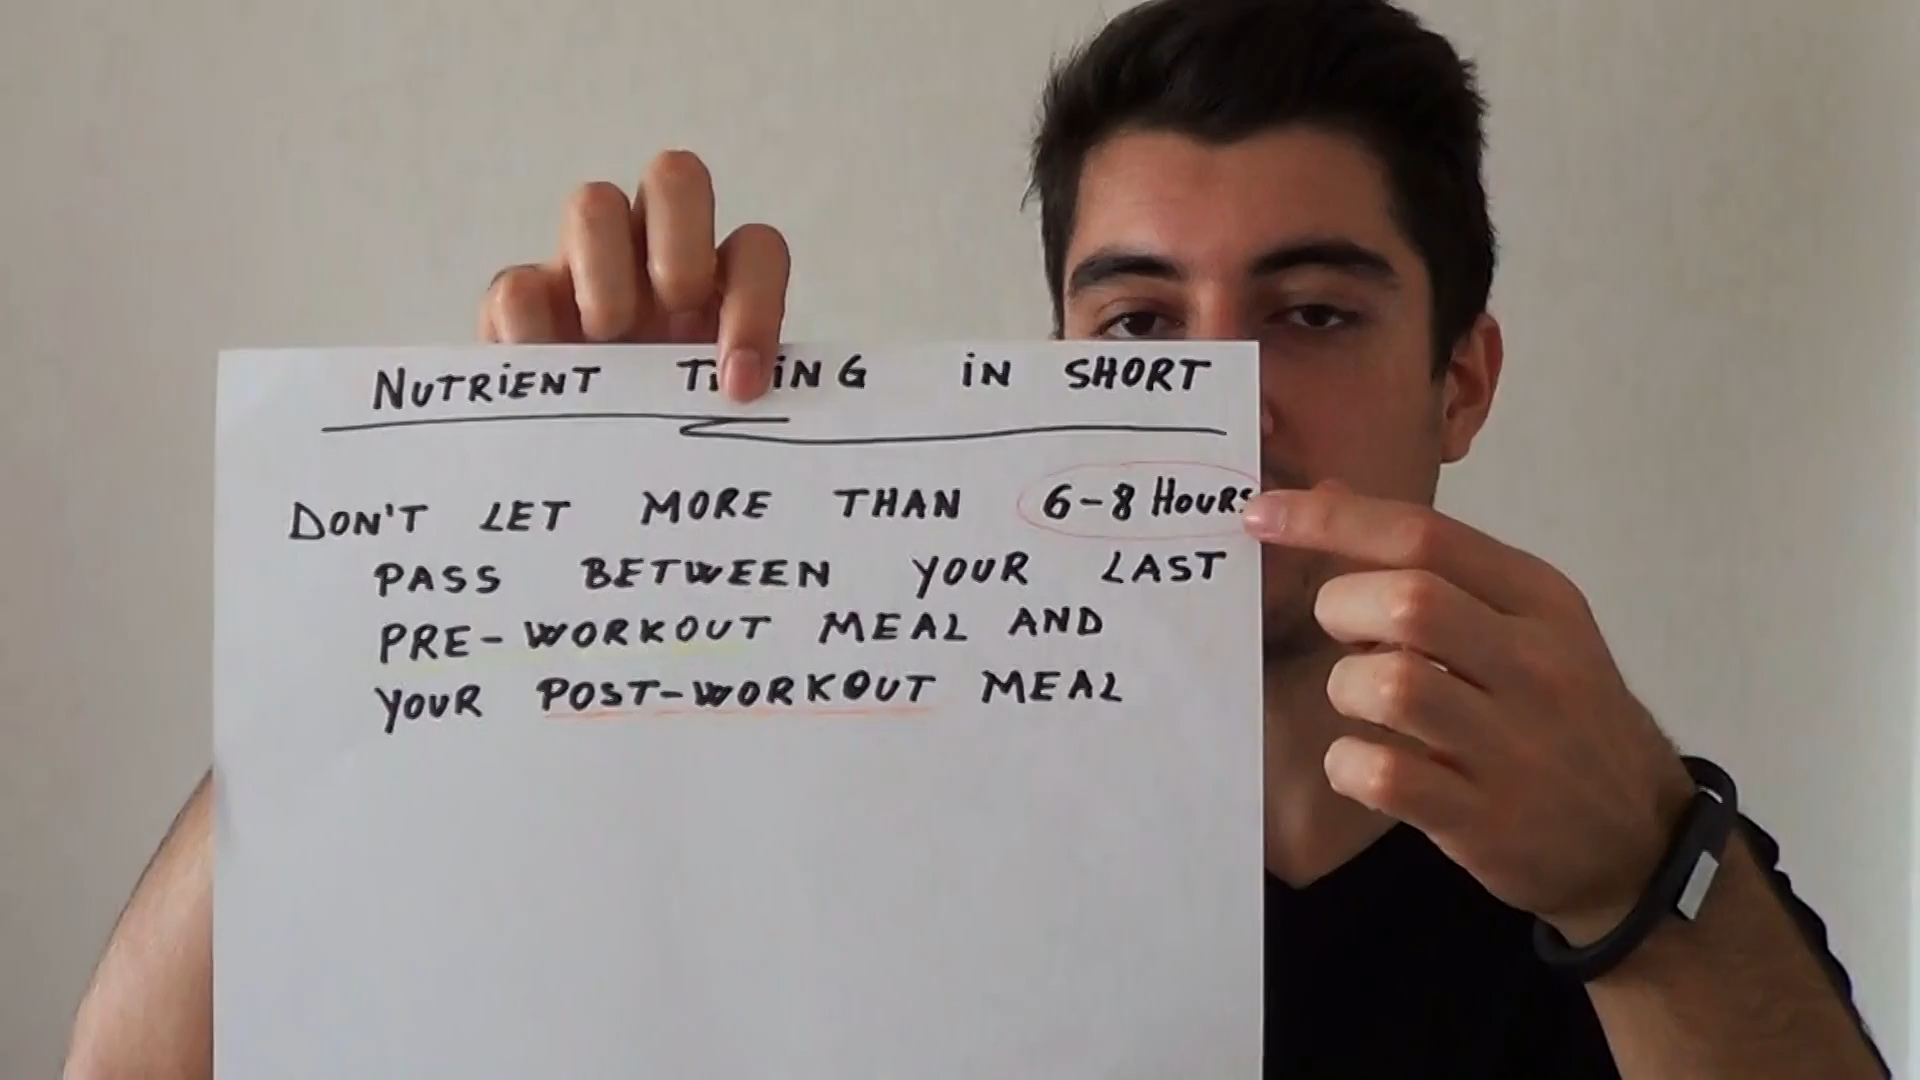 NUTRIENT TIMING IN SHORT
DON'T LET MORE THAN 6-8 HOURS
PASS BETWEEN YOUR LAST
PRE-WORKOUT MEAL AND
YOUR POST-WORKOUT MEAL